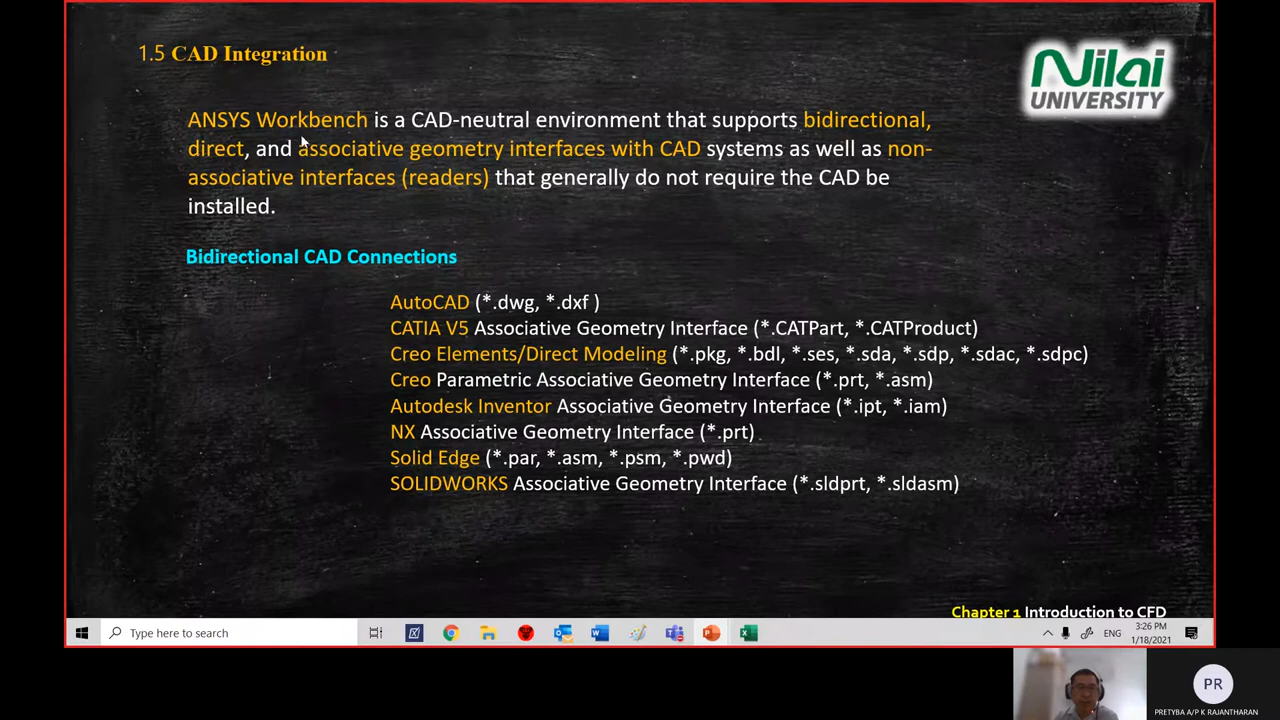 1.5 CAD Integration
Nilai
UNIVERSITY
ANSYS Workbench is a CAD-neutral environment that supports bidirectional,
direct, and associative geometry interfaces with CAD systems as well as non-
associative interfaces (readers) that generally do not require the CAD be
installed.
Bidirectional CAD Connections
AutoCAD (*.dwg, *.dxf )
CATIA V5 Associative Geometry Interface (*.CATPart, *.CATProduct)
Creo Elements/Direct Modeling (*.pkg, *.bdl, *.ses, *.sda, *.sdp, *.sdac, *.sdpc)
Creo Parametric Associative Geometry Interface (*.prt, *.asm)
Autodesk Inventor Associative Geometry Interface (*.ipt, *.iam)
NX Associative Geometry Interface (*.prt)
Solid Edge (*.par, *.asm, *.psm, *.pwd)
SOLIDWORKS Associative Geometry Interface (*.sldprt, *.sldasm)
Chapter 1 Introduction to CFD
Type here to search
ENG
3:26 PM
1/18/2021
PR
PRETYBA A/P K RAJANTHARAN